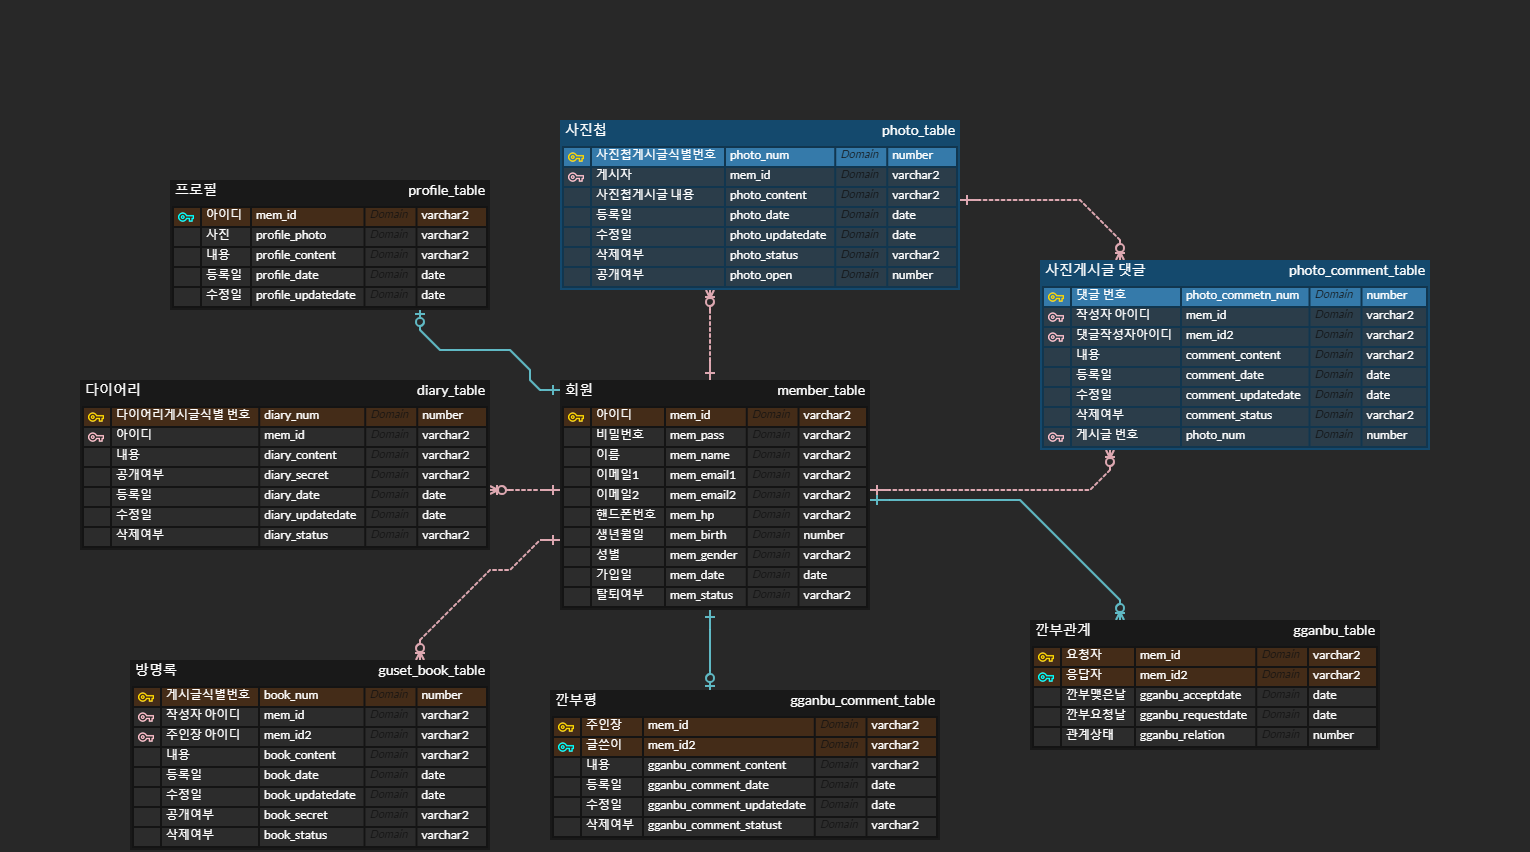 사진첩 photo_table
사진첩게시글식별번호 photo_num Domain number
게시자 mem_id Domain varchar2
사진첩게시글 내용 photo_content Domain varchar2
등록일 photo_date Domain date
수정일 photo_updatedate Domain date
삭제여부 photo_status Domain varchar2
공개여부 photo_open Domain number
프로필 profile_table
아이디 mem_id Domain varchar2
사진 profile_photo Domain varchar2
내용 profile_content Domain varchar2
등록일 profile_date Domain date
수정일 profile_updatedate Domain date
사진게시글 댓글 photo_comment_table
댓글 번호 photo_commetn_num Domain number
작성자 아이디 mem_id Domain varchar2
댓글작성자아이디 mem_id2 Domain varchar2
내용 comment_content Domain varchar2
등록일 comment_date Domain date
수정일 comment_updatedate Domain date
삭제여부 comment_status Domain varchar2
게시글 번호 photo_num Domain number
다이어리 diary_table
다이어리게시글식별 번호 diary_num Domain number
아이디 mem_id Domain varchar2
내용 diary_content Domain varchar2
공개여부 diary_secret Domain varchar2
등록일 diary_date Domain date
수정일 diary_updatedate Domain date
삭제여부 diary_status Domain varchar2
회원 member_table
아이디 mem_id Domain varchar2
비밀번호 mem_pass Domain varchar2
이름 mem_name Domain varchar2
이메일1 mem_email1 Domain varchar2
이메일2 mem_email2 Domain varchar2
핸드폰번호 mem_hp Domain varchar2
생년월일 mem_birth Domain number
성별 mem_gender Domain varchar2
가입일 mem_date Domain date
탈퇴여부 mem_status Domain varchar2
방명록 guset_book_table
게시글식별번호 book_num Domain number
작성자 아이디 mem_id Domain varchar2
주인장 아이디 mem_id2 Domain varchar2
내용 book_content Domain varchar2
등록일 book_date Domain date
수정일 book_updatedate Domain date
공개여부 book_secret Domain varchar2
삭제여부 book_status Domain varchar2
깐부평 gganbu_comment_table
주인장 mem_id Domain varchar2
글쓴이 mem_id2 Domain varchar2
내용 gganbu_comment_content Domain varchar2
등록일 gganbu_comment_date Domain date
수정일 gganbu_comment_updatedate Domain date
삭제여부 gganbu_comment_statust Domain varchar2
깐부관계 gganbu_table
요청자 mem_id Domain varchar2
응답자 mem_id2 Domain varchar2
깐부맺은날 gganbu_acceptdate Domain date
깐부요청날 gganbu_requestdate Domain date
관계상태 gganbu_relation Domain number